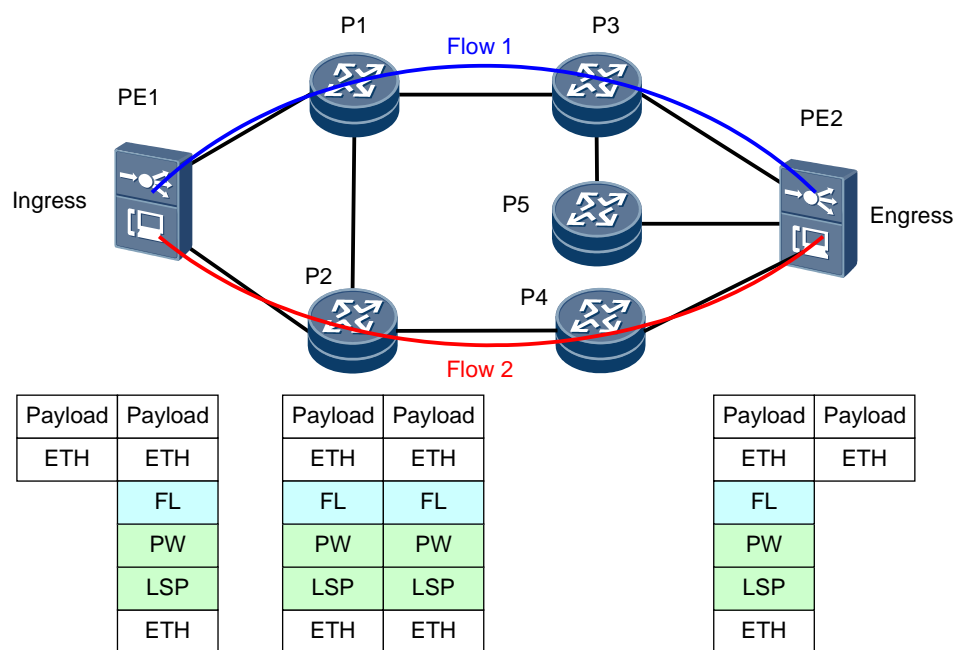 P1
P3
Flow 1
PE1
PE2
Ingress
P5
Engress
P2
P4
Flow 2
Payload Payload
ETH ETH
FL
PW
LSP
ETH
Payload Payload
ETH ETH
FL FL
PW PW
LSP LSP
ETH ETH
Payload Payload
ETH ETH
FL
PW
LSP
ETH